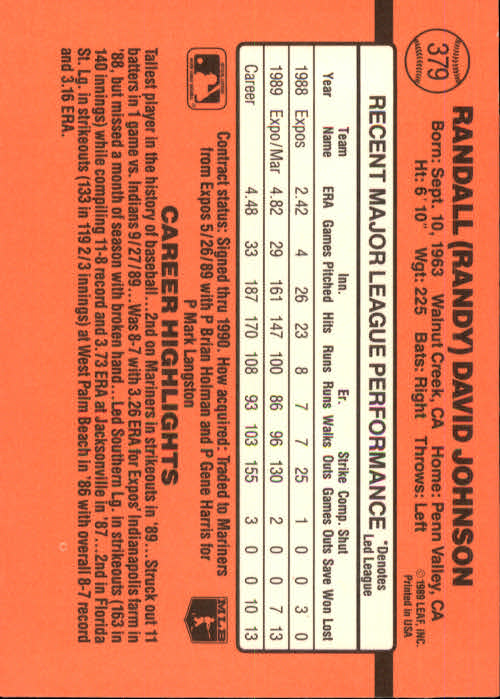 379
RANDALL (RANDY) DAVID JOHNSON
Born: Sept. 10, 1963 Walnut Creek, CA Home: Penn Valley, CA
Ht: 6' 10" Wgt: 225 Bats: Right Throws: Left
© 1989 LEAF, INC.
Printed in USA
RECENT MAJOR LEAGUE PERFORMANCE *Denotes Led League
Year Team Name ERA Games Inn. Pitched Hits Runs Er. Runs Walks Strike Outs Comp. Games Shut Outs Save Won Lost
1988 Expos 2.42 4 26 23 8 7 7 25 1 0 0 3 0
1989 Expo/Mar 4.82 29 161 147 100 86 96 130 2 0 0 7 13
Career 4.48 33 187 170 108 93 103 155 3 0 0 10 13
Contract status: Signed thru 1990. How acquired: Traded to Mariners
from Expos 5/26/89 with P Brian Holman and P Gene Harris for
P Mark Langston
MLB
CAREER HIGHLIGHTS
Tallest player in the history of baseball...2nd on Mariners in strikeouts in '89...Struck out 11
batters in 1 game vs. Indians 9/27/89...Was 8-7 with 3.26 ERA for Expos' Indianapolis farm in
'88, but missed a month of season with broken hand...Led Southern Lg. in strikeouts (163 in
140 innings) while compiling 11-8 record and 3.73 ERA at Jacksonville in '87...2nd in Florida
St. Lg. in strikeouts (133 in 119 2/3 innings) at West Palm Beach in '86 with overall 8-7 record
and 3.16 ERA.